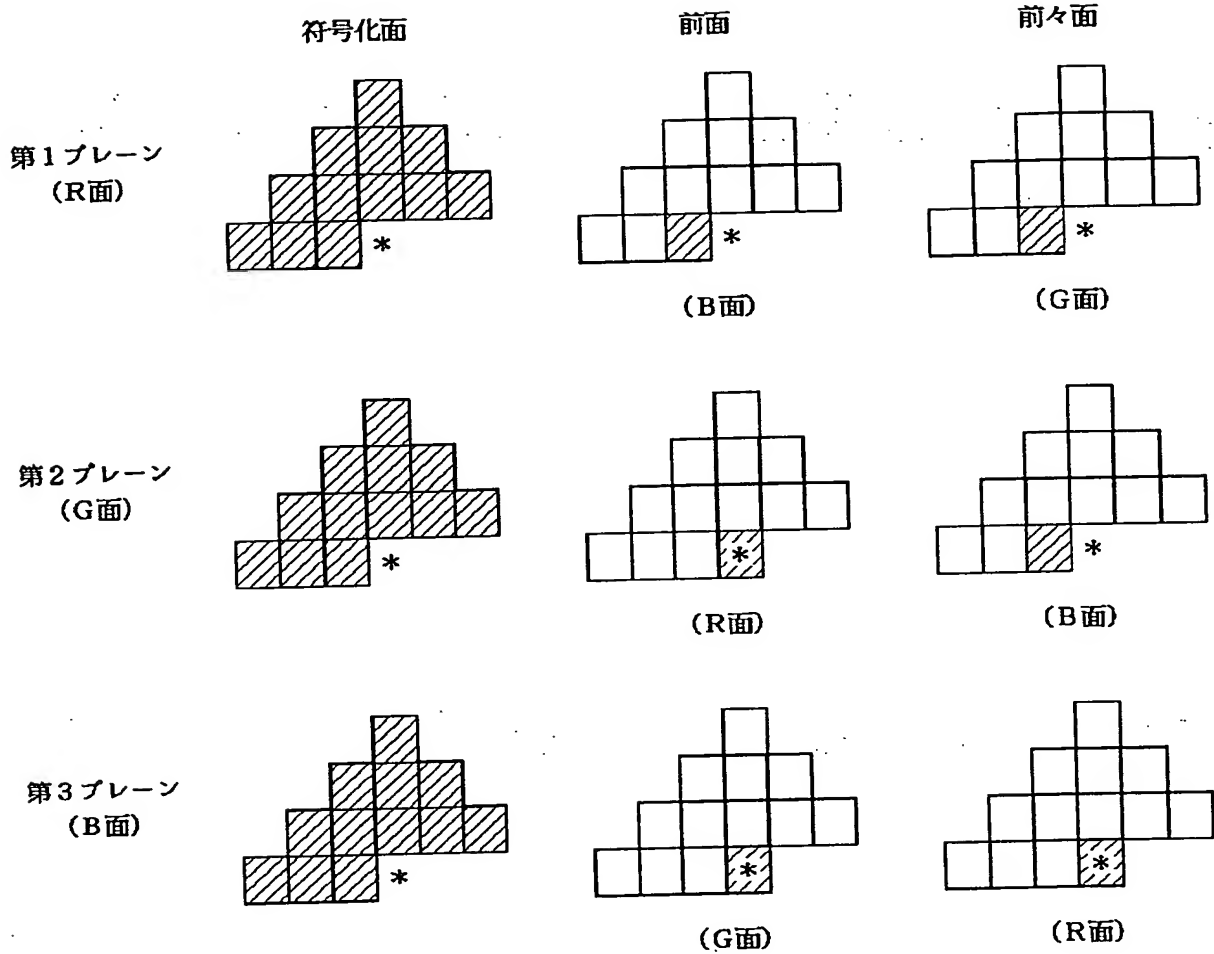 符号化面
前面
前々面
第1プレーン
(R面)
*
*
*
(B面)
(G面)
第2プレーン
(G面)
*
*
*
(R面)
(B面)
第3プレーン
(B面)
*
*
*
(G面)
(R面)